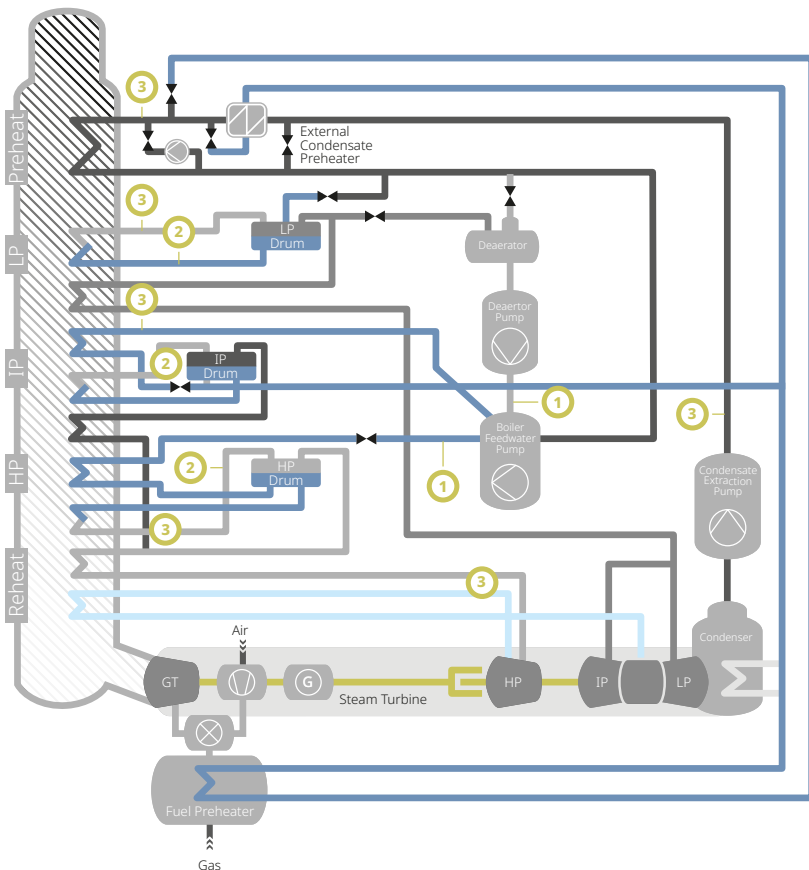 3
External
Condensate
Preheater
Preheat
3
2
LP
Drum
Deaerator
LP
3
Deaertor
Pump
IP
2
IP
Drum
1
3
Boiler
Feedwater
Pump
HP
2
HP
Drum
1
Condensate
Extraction
Pump
3
Reheat
3
Air
Condenser
GT
G
HP
IP
LP
Steam Turbine
Fuel Preheater
Gas